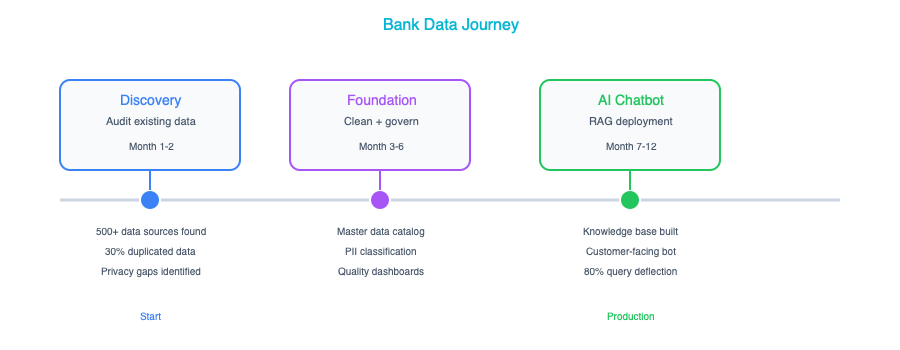 Bank Data Journey
Discovery
Audit existing data
Month 1-2
Foundation
Clean + govern
Month 3-6
AI Chatbot
RAG deployment
Month 7-12
500+ data sources found
30% duplicated data
Privacy gaps identified
Master data catalog
PII classification
Quality dashboards
Knowledge base built
Customer-facing bot
80% query deflection
Start
Production